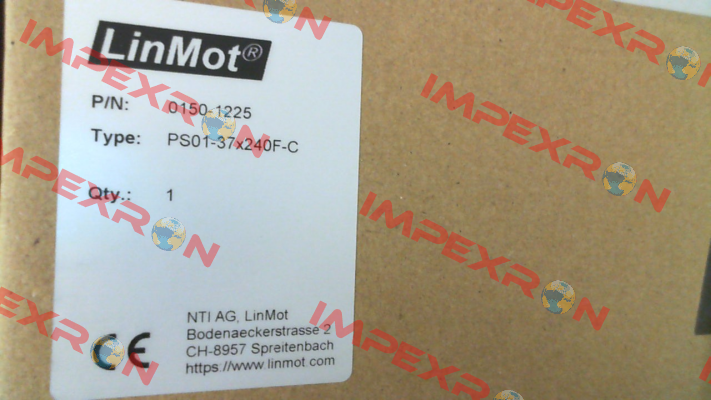 LinMot®
P/N: 0150-1225
Type: PS01-37x240F-C
Qty.: 1
NTI AG, LinMot
Bodenaeckerstrasse 2
CH-8957 Spreitenbach
https://www.linmot.com
CE
IMPEXRON
IMPEXRON
IMPEXRON
IMPEXRON
IMPEXRON
IMPEXRON